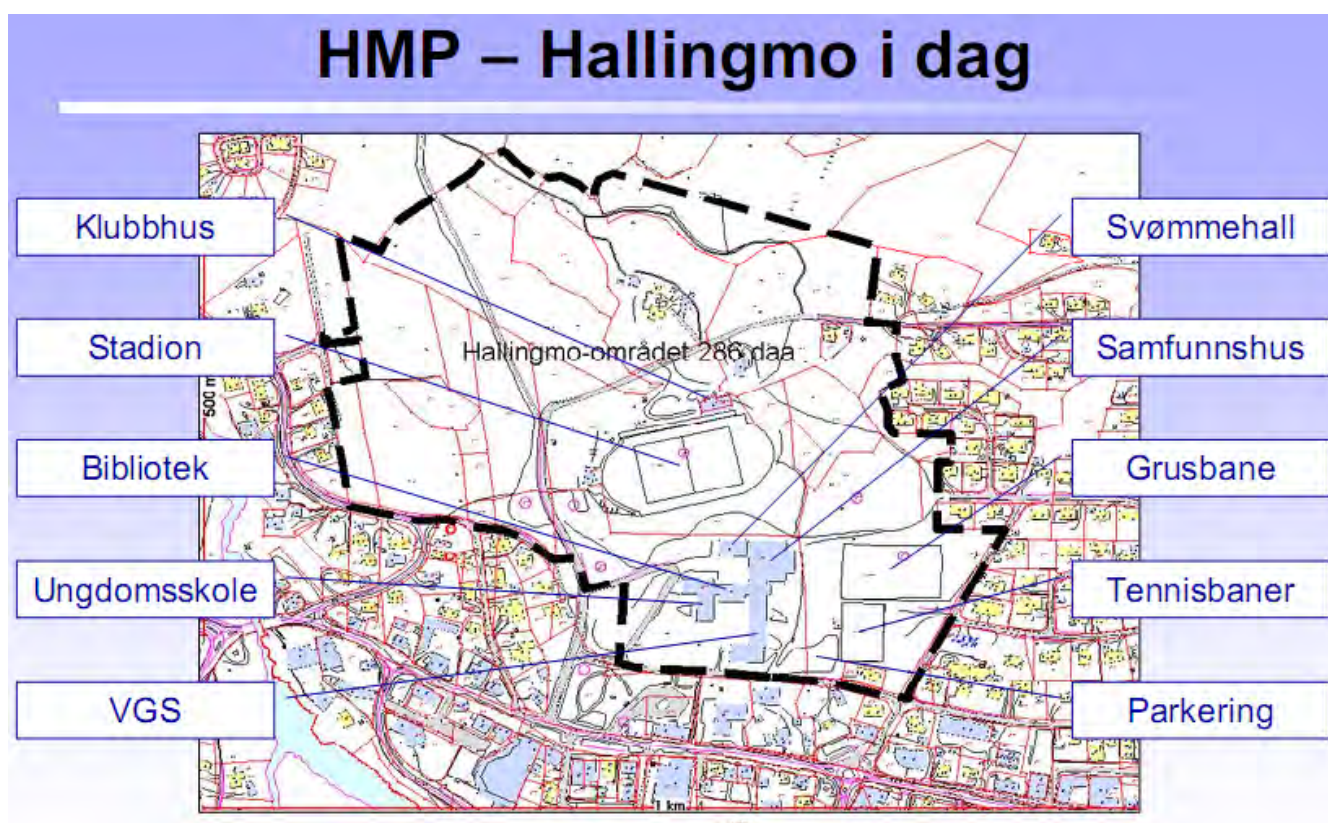 HMP – Hallingmo i dag
Klubbhus
Stadion
Bibliotek
Ungdomsskole
VGS
Hallingmo-området 286 daa
500 m
1 km
Svømmehall
Samfunnshus
Grusbane
Tennisbaner
Parkering